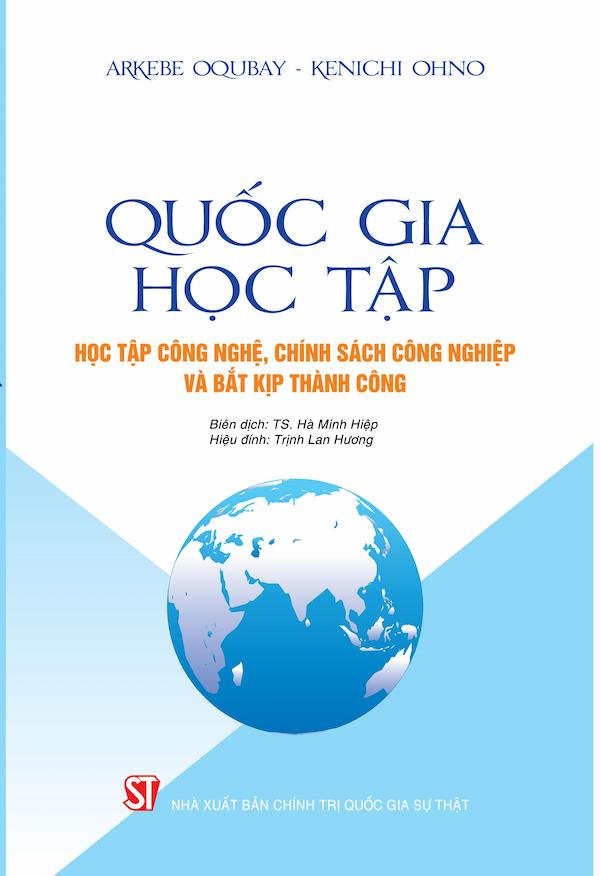 ARKEBE OQUBAY - KENICHI OHNO
QUỐC GIA
HỌC TẬP
HỌC TẬP CÔNG NGHỆ, CHÍNH SÁCH CÔNG NGHIỆP
VÀ BẮT KỊP THÀNH CÔNG
Biên dịch: TS. Hà Minh Hiệp
Hiệu đính: Trịnh Lan Hương
ST
NHÀ XUẤT BẢN CHÍNH TRỊ QUỐC GIA SỰ THẬT